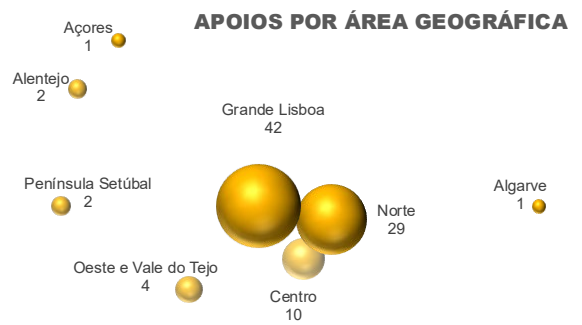 APOIOS POR ÁREA GEOGRÁFICA
Açores
1
Alentejo
2
Grande Lisboa
42
Península Setúbal
2
Algarve
1
Norte
29
Oeste e Vale do Tejo
4
Centro
10